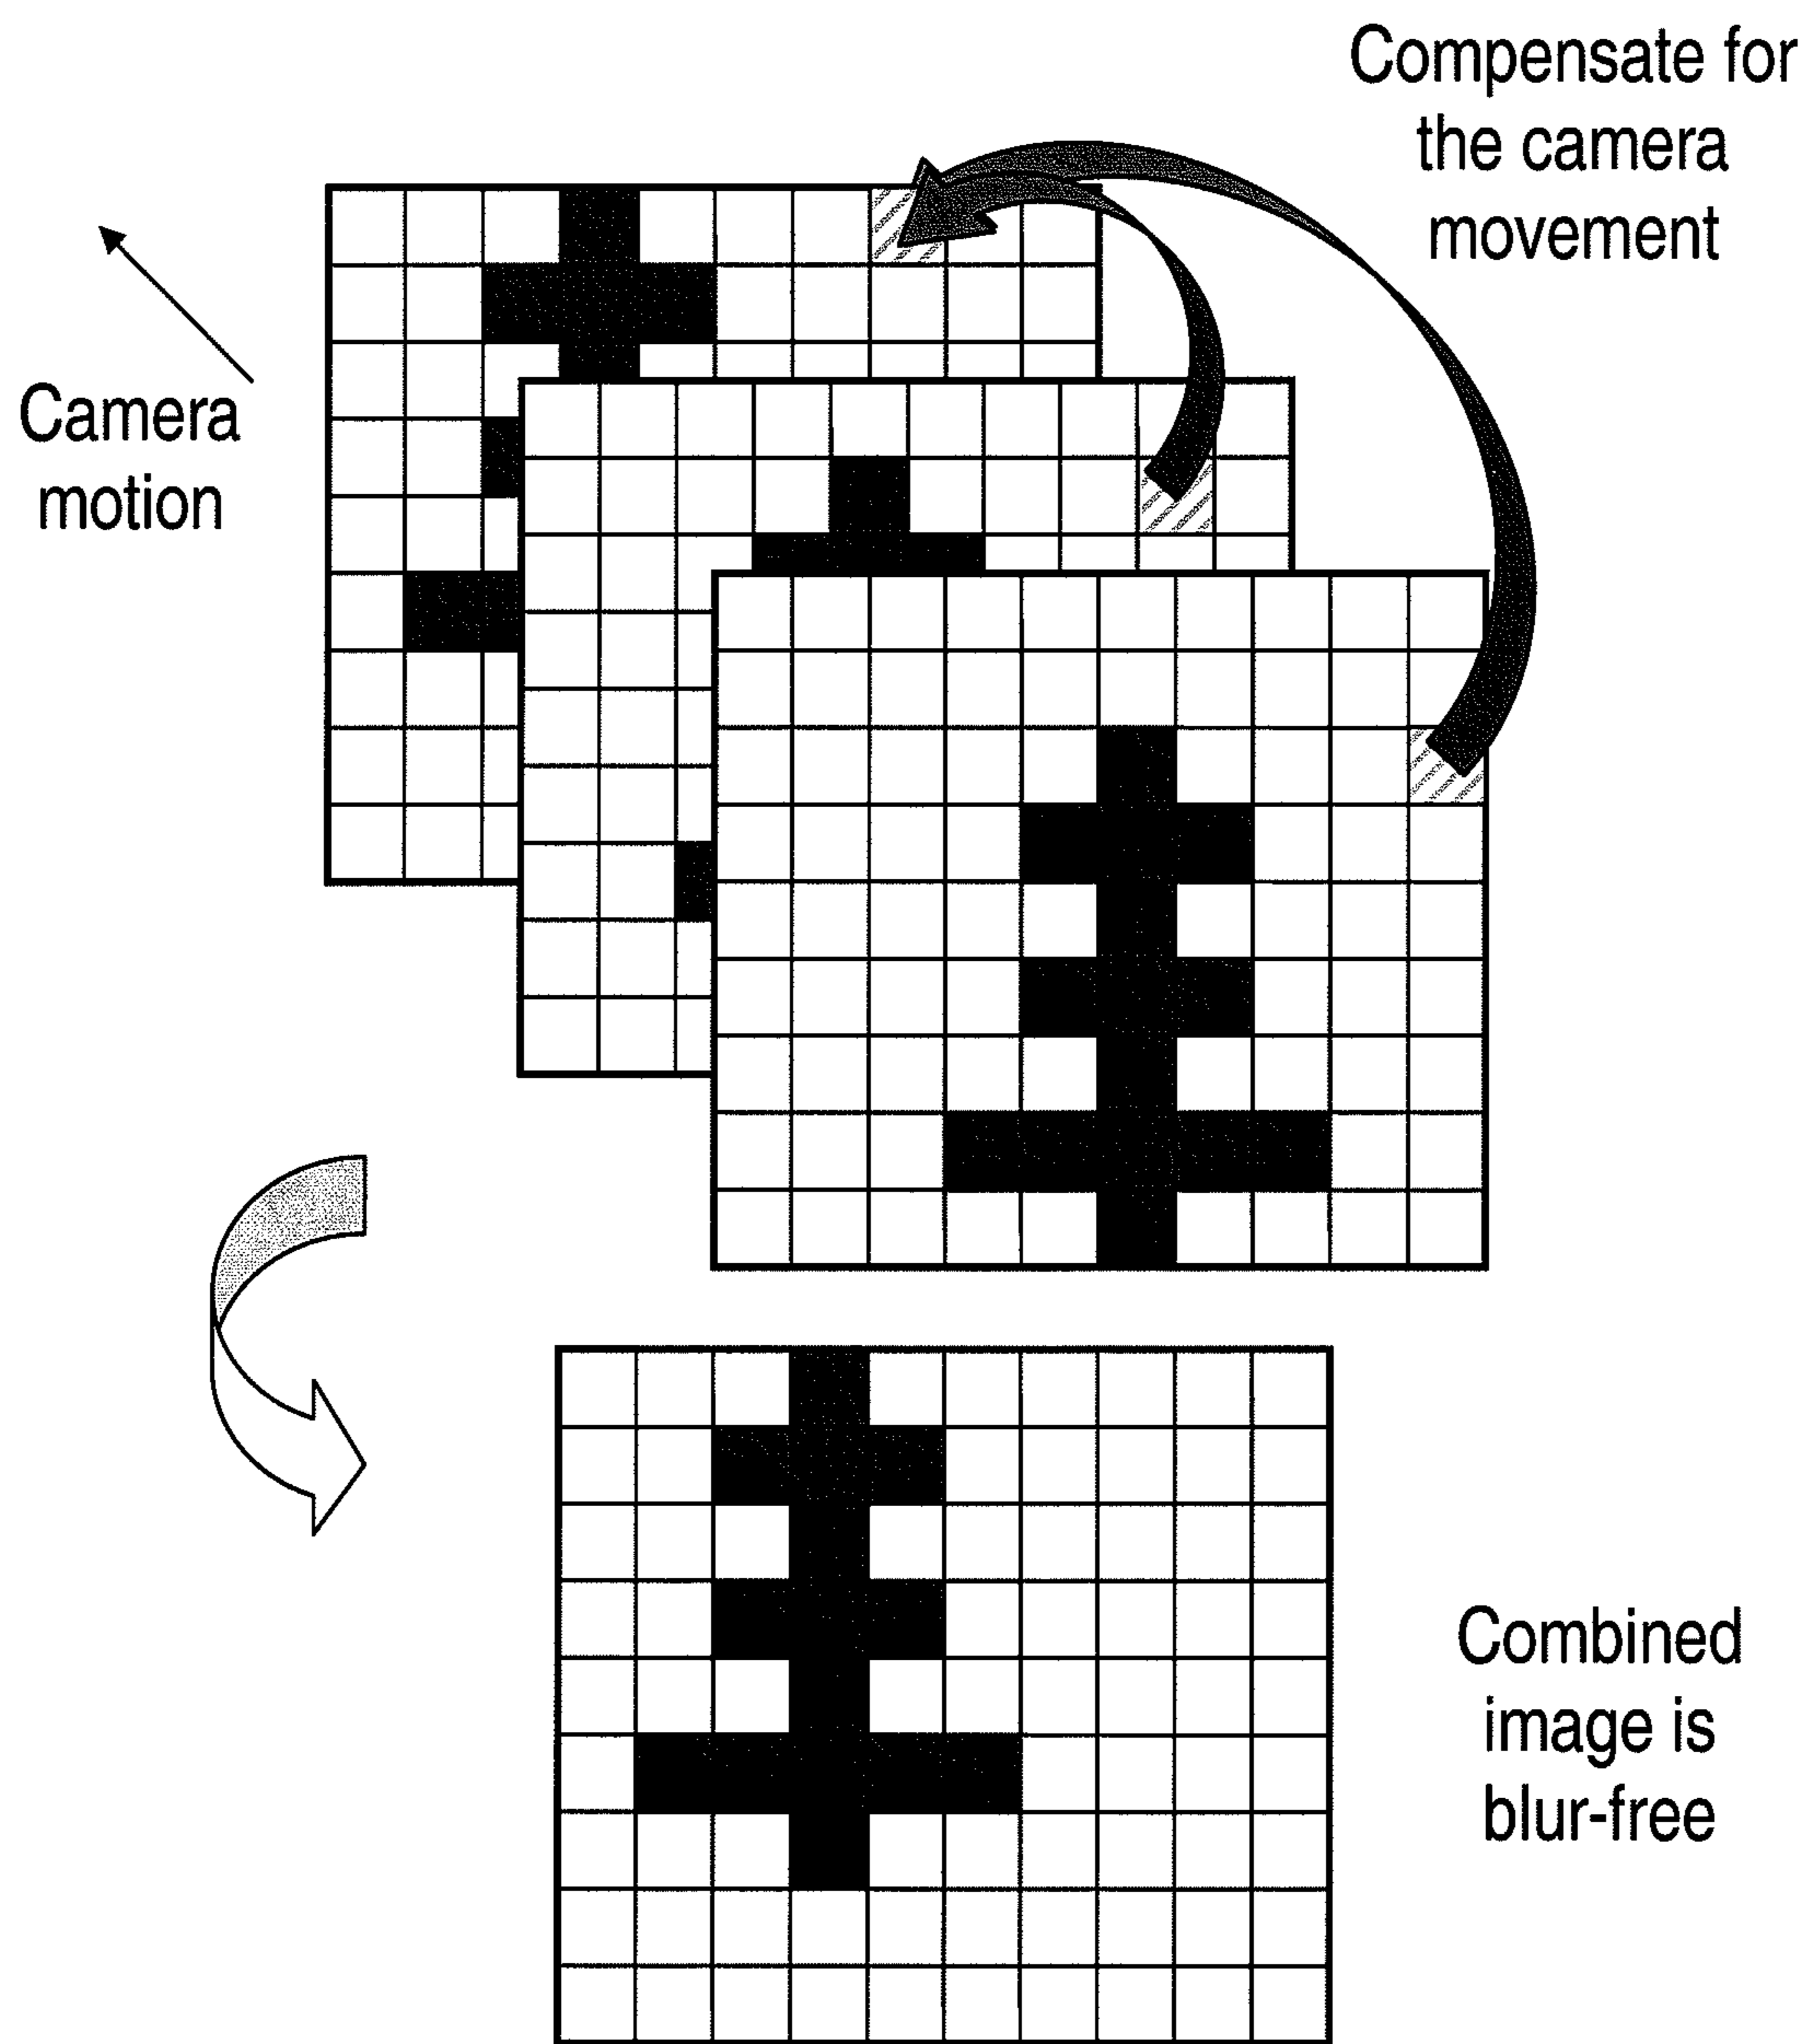 Compensate for
the camera
movement
Camera
motion
Combined
image is
blur-free